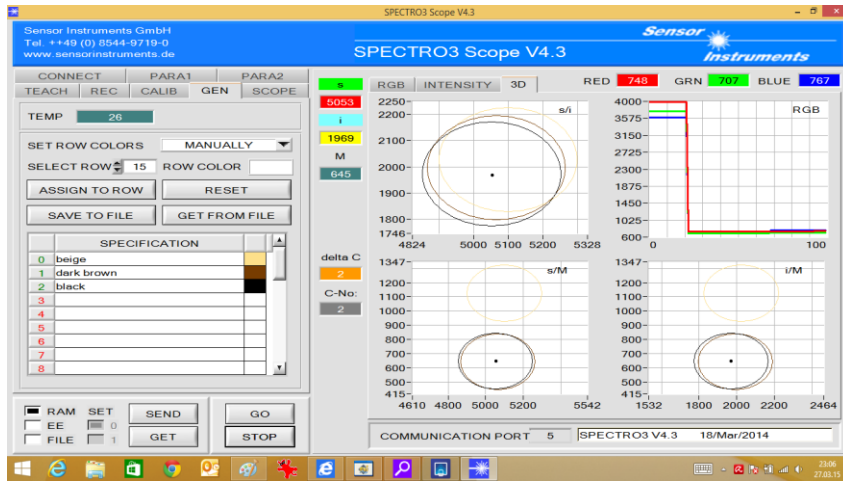 SPECTRO3 Scope V4.3
Sensor Instruments GmbH
Tel. ++49 (0) 8544-9719-0
www.sensorinstruments.de
SPECTRO3 Scope V4.3
Sensor
Instruments
CONNECT PARA1 PARA2
TEACH REC CALIB GEN SCOPE
TEMP 26
SET ROW COLORS MANUALLY
SELECT ROW 15 ROW COLOR
ASSIGN TO ROW RESET
SAVE TO FILE GET FROM FILE
SPECIFICATION
0 beige
1 dark brown
2 black
3
4
5
6
7
8
RAM SET SEND GO
EE 0
FILE 1 GET STOP
s
5053
i
1969
M
645
delta C
2
C-No:
2
RGB INTENSITY 3D RED 748 GRN 707 BLUE 767
s/i
2250
2200
2100
2000
1900
1800
1746
4824 5000 5100 5200 5328
RGB
4000
3575
3150
2725
2300
1875
1450
1025
600
0 100
s/M
1347
1200
1100
1000
900
800
700
600
500
415
4610 4800 5000 5200 5542
i/M
1347
1200
1100
1000
900
800
700
600
500
415
1532 1800 2000 2200 2464
COMMUNICATION PORT 5 SPECTRO3 V4.3 18/Mar/2014
23:06
27.03.15